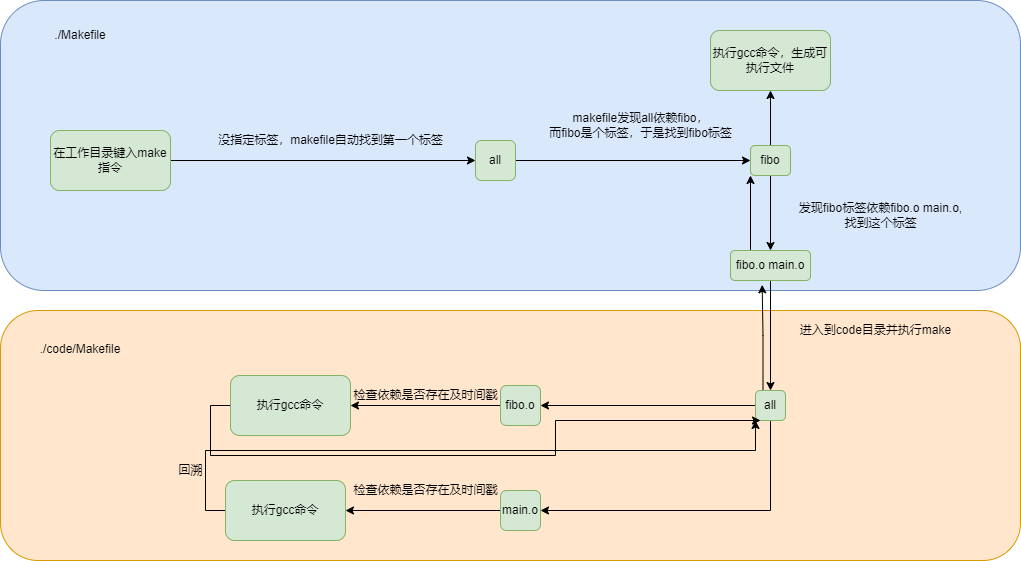 ./Makefile
执行gcc命令，生成可
执行文件
makefile发现all依赖fibo,
而fibo是个标签，于是找到fibo标签
没指定标签，makefile自动找到第一个标签
在工作目录键入make
指令
all
fibo
发现fibo标签依赖fibo.o main.o,
找到这个标签
fibo.o main.o
进入到code目录并执行make
./code/Makefile
检查依赖是否存在及时间戳
执行gcc命令
fibo.o
all
回溯
检查依赖是否存在及时间戳
执行gcc命令
main.o